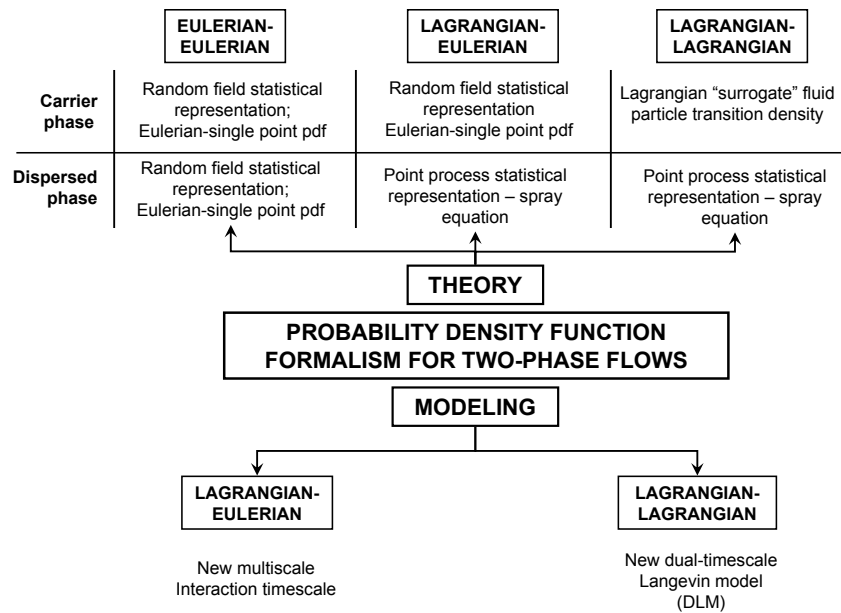 EULERIAN-
EULERIAN
LAGRANGIAN-
EULERIAN
LAGRANGIAN-
LAGRANGIAN
Carrier
phase
Random field statistical
representation;
Eulerian-single point pdf
Random field statistical
representation
Eulerian-single point pdf
Lagrangian “surrogate” fluid
particle transition density
Dispersed
phase
Random field statistical
representation;
Eulerian-single point pdf
Point process statistical
representation – spray
equation
Point process statistical
representation – spray
equation
THEORY
PROBABILITY DENSITY FUNCTION
FORMALISM FOR TWO-PHASE FLOWS
MODELING
LAGRANGIAN-
EULERIAN
LAGRANGIAN-
LAGRANGIAN
New multiscale
Interaction timescale
New dual-timescale
Langevin model
(DLM)